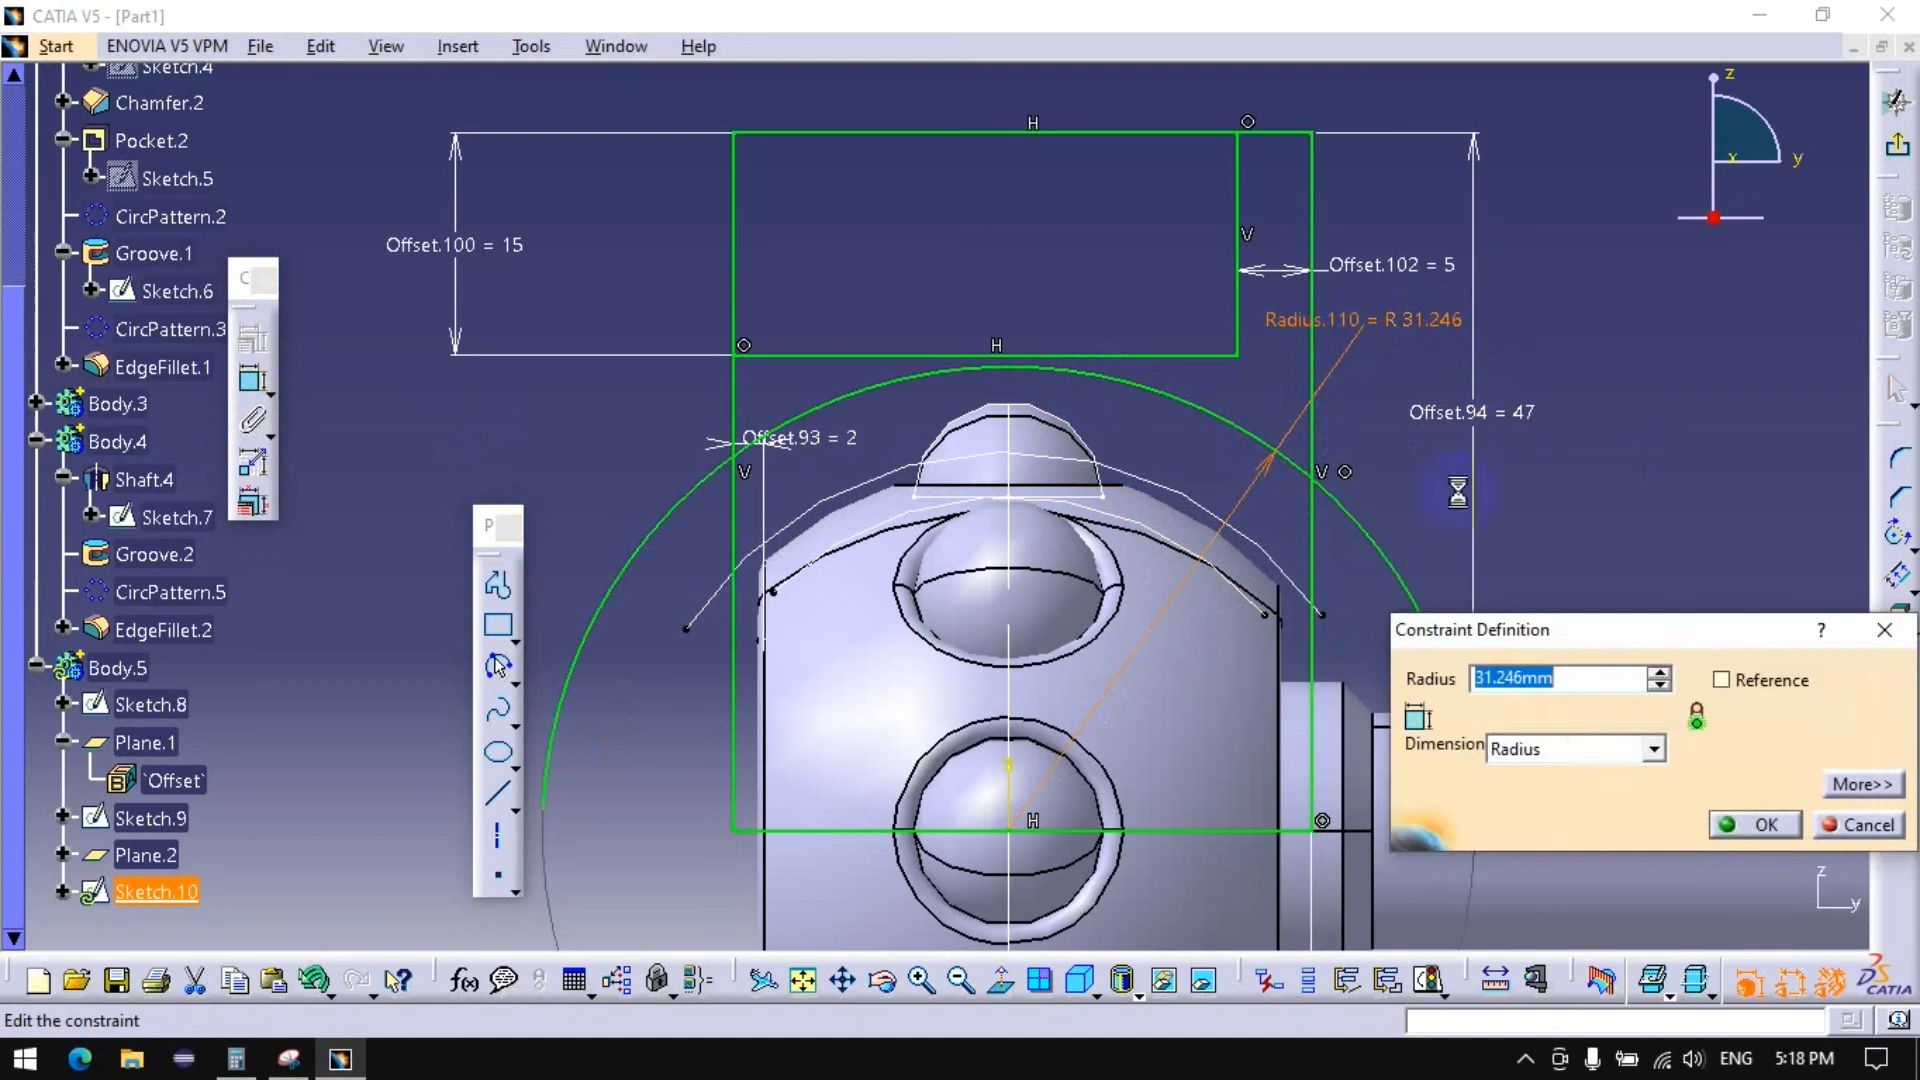 CATIA V5 - [Part1]
Start ENOVIA V5 VPM File Edit View Insert Tools Window Help
Sketch.4
Chamfer.2
Pocket.2
Sketch.5
CircPattern.2
Groove.1
Sketch.6
CircPattern.3
EdgeFillet.1
Body.3
Body.4
Shaft.4
Sketch.7
Groove.2
CircPattern.5
EdgeFillet.2
Body.5
Sketch.8
Plane.1
`Offset`
Sketch.9
Plane.2
Sketch.10
C
P
H
V
Offset.100 = 15
Offset.102 = 5
Radius.110 = R 31.246
H
Offset.94 = 47
Offset.93 = 2
V
V
H
z
x
y
Constraint Definition ?
Radius 31.246mm Reference
Dimension Radius
More>>
OK Cancel
z
y
f(x)
CATIA
Edit the constraint
ENG 5:18 PM